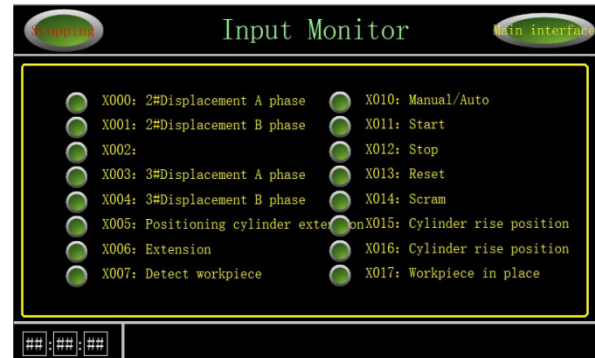 Stopping
Input Monitor
Main interface
X000: 2#Displacement A phase
X001: 2#Displacement B phase
X002:
X003: 3#Displacement A phase
X004: 3#Displacement B phase
X005: Positioning cylinder extension
X006: Extension
X007: Detect workpiece
X010: Manual/Auto
X011: Start
X012: Stop
X013: Reset
X014: Scram
X015: Cylinder rise position
X016: Cylinder rise position
X017: Workpiece in place
##:##:##